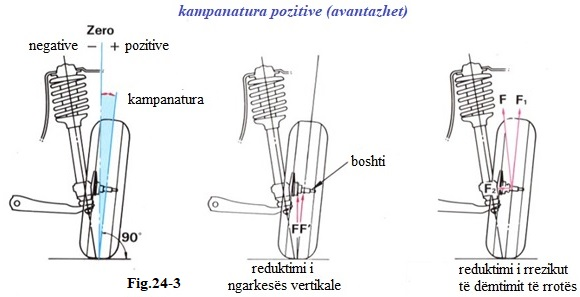 kampanatura pozitive (avantazhet)
Zero
negative − + pozitive
kampanatura
90°
Fig.24-3
boshti
FF'
reduktimi i
ngarkesës vertikale
F F₁
F₂
reduktimi i rrezikut
të dëmtimit të rrotës